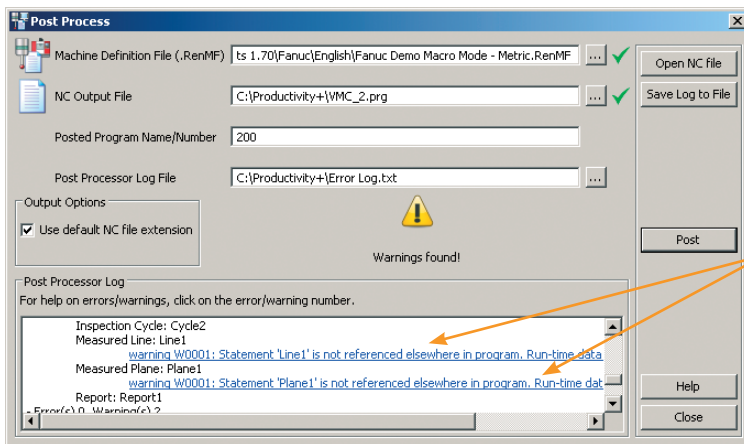 Post Process
Machine Definition File (.RenMF)
ts 1.70\Fanuc\English\Fanuc Demo Macro Mode - Metric.RenMF
...
Open NC file
NC Output File
C:\Productivity+\VMC_2.prg
...
Save Log to File
Posted Program Name/Number
200
Post Processor Log File
C:\Productivity+\Error Log.txt
...
Output Options
Use default NC file extension
Warnings found!
Post
Post Processor Log
For help on errors/warnings, click on the error/warning number.
Inspection Cycle: Cycle2
Measured Line: Line1
warning W0001: Statement 'Line1' is not referenced elsewhere in program. Run-time data
Measured Plane: Plane1
warning W0001: Statement 'Plane1' is not referenced elsewhere in program. Run-time dat
Report: Report1
- Error(s) 0, Warning(s) 2
Help
Close